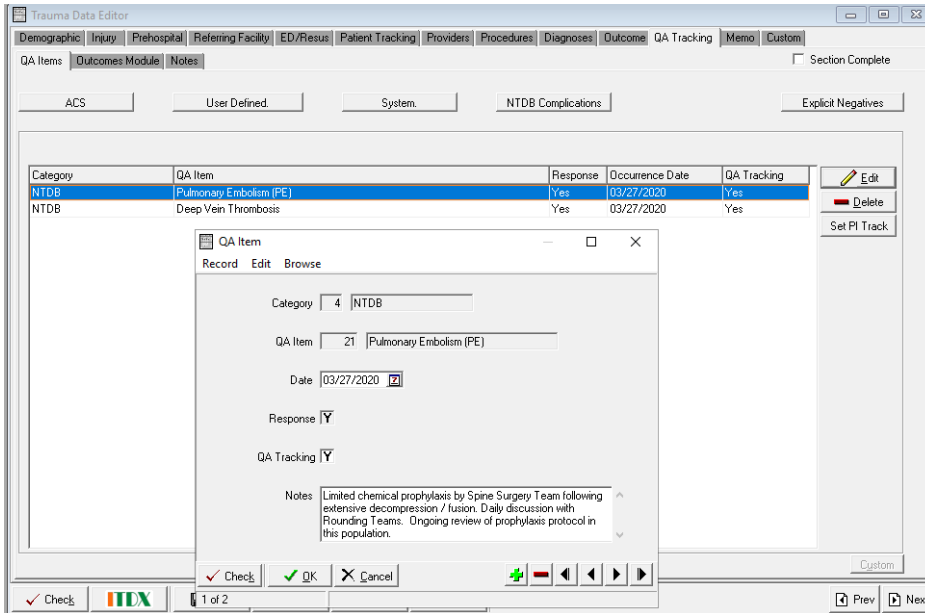 Trauma Data Editor
Demographic Injury Prehospital Referring Facility ED/Resus Patient Tracking Providers Procedures Diagnoses Outcome QA Tracking Memo Custom
QA Items Outcomes Module Notes Section Complete
ACS User Defined. System. NTDB Complications Explicit Negatives
Category QA Item Response Occurrence Date QA Tracking
NTDB Pulmonary Embolism (PE) Yes 03/27/2020 Yes
NTDB Deep Vein Thrombosis Yes 03/27/2020 Yes
Edit
Delete
Set PI Track
QA Item
Record Edit Browse
Category 4 NTDB
QA Item 21 Pulmonary Embolism (PE)
Date 03/27/2020
Response Y
QA Tracking Y
Notes Limited chemical prophylaxis by Spine Surgery Team following
extensive decompression / fusion. Daily discussion with
Rounding Teams. Ongoing review of prophylaxis protocol in
this population.
Check OK Cancel
Custom
Check ITDX 1 of 2 Prev Nex